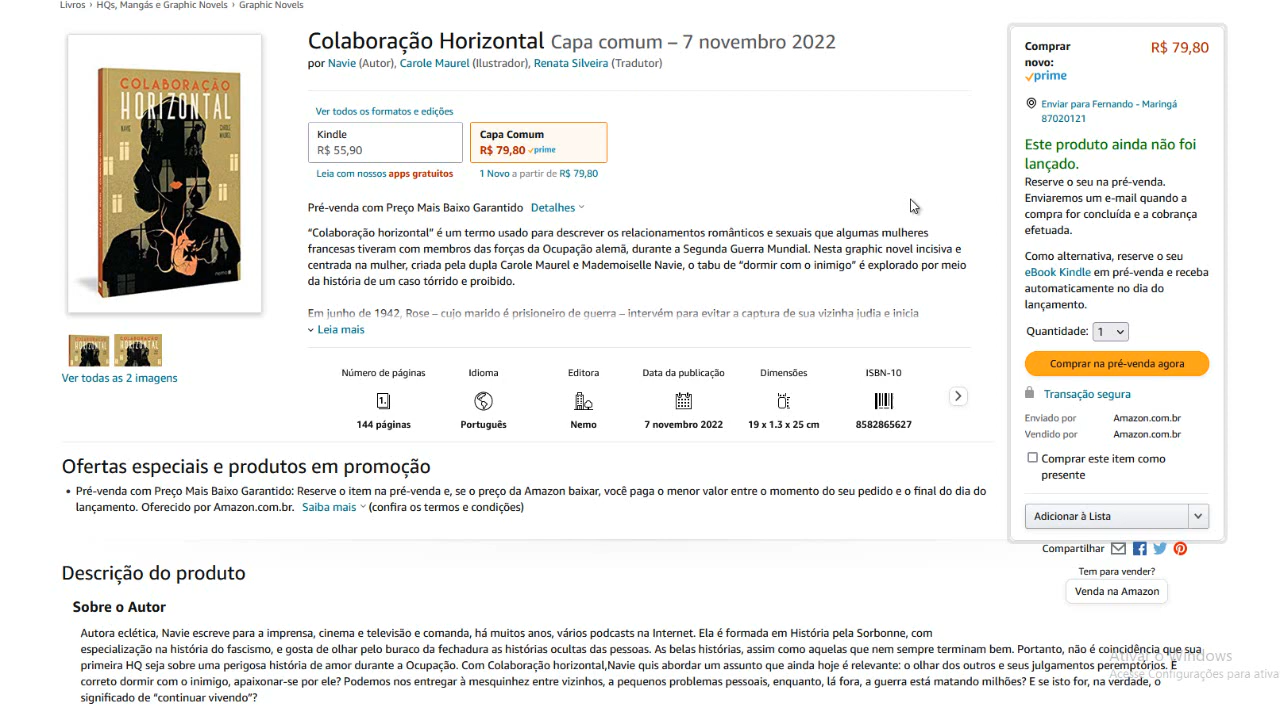 Livros › HQs, Mangás e Graphic Novels › Graphic Novels
COLABORAÇÃO
HORIZONTAL
NAVIE
CAROLE
MAUREL
nemo
Colaboração Horizontal Capa comum – 7 novembro 2022
por Navie (Autor), Carole Maurel (Ilustrador), Renata Silveira (Tradutor)
Ver todos os formatos e edições
Kindle
R$ 55,90
Capa Comum
R$ 79,80 prime
Leia com nossos apps gratuitos
1 Novo a partir de R$ 79,80
Pré-venda com Preço Mais Baixo Garantido Detalhes
“Colaboração horizontal” é um termo usado para descrever os relacionamentos românticos e sexuais que algumas mulheres
francesas tiveram com membros das forças da Ocupação alemã, durante a Segunda Guerra Mundial. Nesta graphic novel incisiva e
centrada na mulher, criada pela dupla Carole Maurel e Mademoiselle Navie, o tabu de “dormir com o inimigo” é explorado por meio
da história de um caso tórrido e proibido.
Em junho de 1942, Rose – cujo marido é prisioneiro de guerra – intervém para evitar a captura de sua vizinha judia e inicia
Leia mais
Ver todas as 2 imagens
Número de páginas
144 páginas
Idioma
Português
Editora
Nemo
Data da publicação
7 novembro 2022
Dimensões
19 x 1.3 x 25 cm
ISBN-10
8582865627
Comprar
novo:
R$ 79,80
prime
Enviar para Fernando - Maringá
87020121
Este produto ainda não foi
lançado.
Reserve o seu na pré-venda.
Enviaremos um e-mail quando a
compra for concluída e a cobrança
efetuada.
Como alternativa, reserve o seu
eBook Kindle em pré-venda e receba
automaticamente no dia do
lançamento.
Quantidade: 1
Comprar na pré-venda agora
Transação segura
Enviado por Amazon.com.br
Vendido por Amazon.com.br
Comprar este item como
presente
Adicionar à Lista
Compartilhar
Tem para vender?
Venda na Amazon
Ofertas especiais e produtos em promoção
• Pré-venda com Preço Mais Baixo Garantido: Reserve o item na pré-venda e, se o preço da Amazon baixar, você paga o menor valor entre o momento do seu pedido e o final do dia do
lançamento. Oferecido por Amazon.com.br. Saiba mais (confira os termos e condições)
Descrição do produto
Sobre o Autor
Autora eclética, Navie escreve para a imprensa, cinema e televisão e comanda, há muitos anos, vários podcasts na Internet. Ela é formada em História pela Sorbonne, com
especialização na história do fascismo, e gosta de olhar pelo buraco da fechadura as histórias ocultas das pessoas. As belas histórias, assim como aquelas que nem sempre terminam bem. Portanto, não é coincidência que sua
primeira HQ seja sobre uma perigosa história de amor durante a Ocupação. Com Colaboração horizontal,Navie quis abordar um assunto que ainda hoje é relevante: o olhar dos outros e seus julgamentos peremptórios. É
correto dormir com o inimigo, apaixonar-se por ele? Podemos nos entregar à mesquinhez entre vizinhos, a pequenos problemas pessoais, enquanto, lá fora, a guerra está matando milhões? E se isto for, na verdade, o
significado de “continuar vivendo”?
Ativar o Windows
Acesse Configurações para ativa